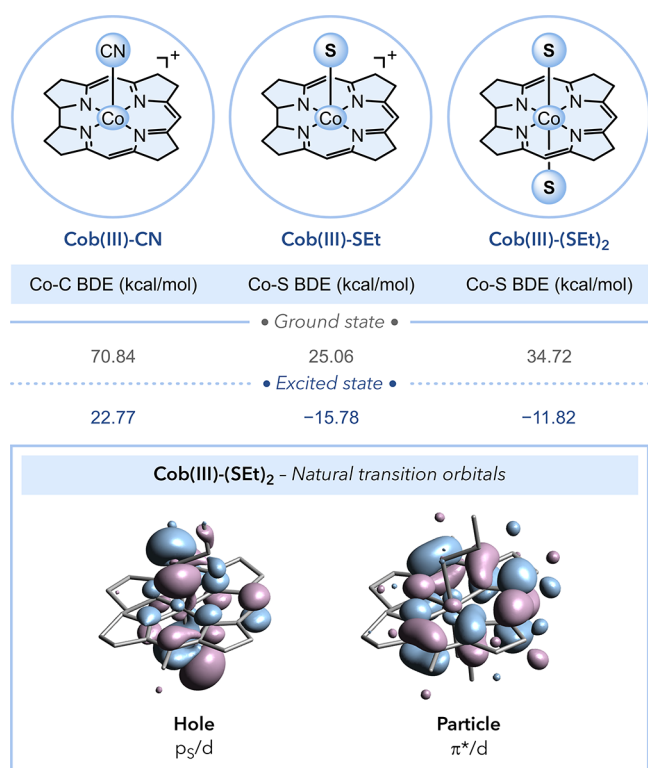 CN
S
S
⁺
⁺
N
N
N
N
N
N
Co
Co
Co
N
N
N
N
N
N
S
Cob(III)-CN
Cob(III)-SEt
Cob(III)-(SEt)₂
Co-C BDE (kcal/mol)
Co-S BDE (kcal/mol)
Co-S BDE (kcal/mol)
• Ground state •
70.84
25.06
34.72
• Excited state •
22.77
−15.78
−11.82
Cob(III)-(SEt)₂ – Natural transition orbitals
Hole
Particle
pₛ/d
π*/d